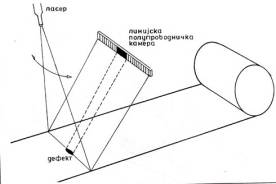 ласер
линијска
полупроводничка
камера
дефект